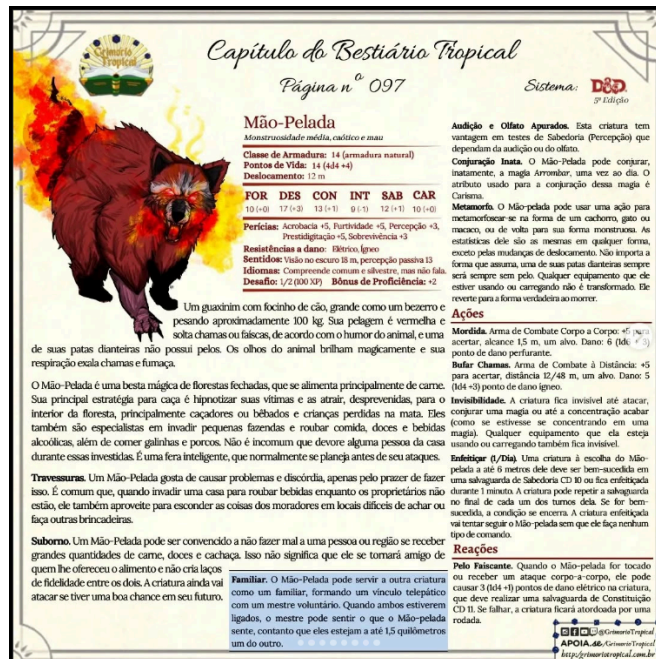 Grimório
Tropical
Capítulo do Bestiário Tropical
Página nº 097
Sistema: D&D
5ª Edição
Mão-Pelada
Monstruosidade média, caótico e mau
Classe de Armadura: 14 (armadura natural)
Pontos de Vida: 14 (4d4 +4)
Deslocamento: 12 m
FOR DES CON INT SAB CAR
10 (+0) 17 (+3) 13 (+1) 9 (-1) 12 (+1) 10 (+0)
Perícias: Acrobacia +5, Furtividade +5, Percepção +3,
Prestidigitação +5, Sobrevivência +3
Resistências a dano: Elétrico, Ígneo
Sentidos: Visão no escuro 18 m, percepção passiva 13
Idiomas: Compreende comum e silvestre, mas não fala.
Desafio: 1/2 (100 XP) Bônus de Proficiência: +2
Um guaxinim com focinho de cão, grande como um bezerro e
pesando aproximadamente 100 kg. Sua pelagem é vermelha e
solta chamas ou faíscas, de acordo com o humor do animal, e uma
de suas patas dianteiras não possui pelos. Os olhos do animal brilham magicamente e sua
respiração exala chamas e fumaça.
O Mão-Pelada é uma besta mágica de florestas fechadas, que se alimenta principalmente de carne.
Sua principal estratégia para caça é hipnotizar suas vítimas e as atrair, desprevenidas, para o
interior da floresta, principalmente caçadores ou bêbados e crianças perdidas na mata. Eles
também são especialistas em invadir pequenas fazendas e roubar comida, doces e bebidas
alcoólicas, além de comer galinhas e porcos. Não é incomum que devore alguma pessoa da casa
durante essas investidas. É uma fera inteligente, que normalmente se planeja antes de seu ataques.
Travessuras. Um Mão-Pelada gosta de causar problemas e discórdia, apenas pelo prazer de fazer
isso. É comum que, quando invadir uma casa para roubar bebidas enquanto os proprietários não
estão, ele também aproveite para esconder as coisas dos moradores em locais difíceis de achar ou
faça outras brincadeiras.
Suborno. Um Mão-Pelada pode ser convencido a não fazer mal a uma pessoa ou região se receber
grandes quantidades de carne, doces e cachaça. Isso não significa que ele se tornará amigo de
quem lhe ofereceu o alimento e não cria laços
de fidelidade entre os dois. A criatura ainda vai
atacar se tiver uma boa chance em seu futuro.
Familiar. O Mão-Pelada pode servir a outra criatura
como um familiar, formando um vínculo telepático
com um mestre voluntário. Quando ambos estiverem
ligados, o mestre pode sentir o que o Mão-pelada
sente, contanto que eles estejam a até 1,5 quilômetros
um do outro.
Audição e Olfato Apurados. Esta criatura tem
vantagem em testes de Sabedoria (Percepção) que
dependam da audição ou do olfato.
Conjuração Inata. O Mão-Pelada pode conjurar,
inatamente, a magia Arrombar, uma vez ao dia. O
atributo usado para a conjuração dessa magia é
Carisma.
Metamorfo. O Mão-Pelada pode usar uma ação para
metamorfosear-se na forma de um cachorro, gato ou
macaco, ou de volta para sua forma monstruosa. As
estatísticas dele são as mesmas em qualquer forma,
exceto pelas mudanças de deslocamento. Não importa a
forma que assuma, uma de suas patas dianteiras sempre
será sempre sem pelo. Qualquer equipamento que ele
estiver usando ou carregando não é transformado. Ele
reverte para a forma verdadeira ao morrer.
Ações
Mordida. Arma de Combate Corpo a Corpo: +5 para
acertar, alcance 1,5 m, um alvo. Dano: 6 (1d6
ponto de dano perfurante.
Bufar Chamas. Arma de Combate à Distância: +5
para acertar, distância 12/48 m, um alvo. Dano: 5
(1d4 +3) ponto de dano ígneo.
Invisibilidade. A criatura fica invisível até atacar,
conjurar uma magia ou até a concentração acabar
(como se estivesse se concentrando em uma
magia). Qualquer equipamento que ela esteja
usando ou carregando também fica invisível.
Enfeitiçar (1/Dia). Uma criatura à escolha do Mão-
pelada a até 6 metros dele deve ser bem-sucedida em
uma salvaguarda de Sabedoria CD 10 ou fica enfeitiçada
durante 1 minuto. A criatura pode repetir a salvaguarda
no final de cada um dos turnos dela. Se for bem-
sucedida, a condição se encerra. A criatura enfeitiçada
vai tentar seguir o Mão-pelada sem que ele faça nenhum
tipo de comando.
Reações
Pelo Faiscante. Quando o Mão-Pelada for tocado
ou receber um ataque corpo-a-corpo, ele pode
causar 3 (1d4 +1) pontos de dano elétrico na criatura,
que deve realizar uma salvaguarda de Constituição
CD 11. Se falhar, a criatura ficará atordoada por uma
rodada.
@GrimorioTropical
APOIA.se/GrimorioTropical
http://grimoriotropical.com.br